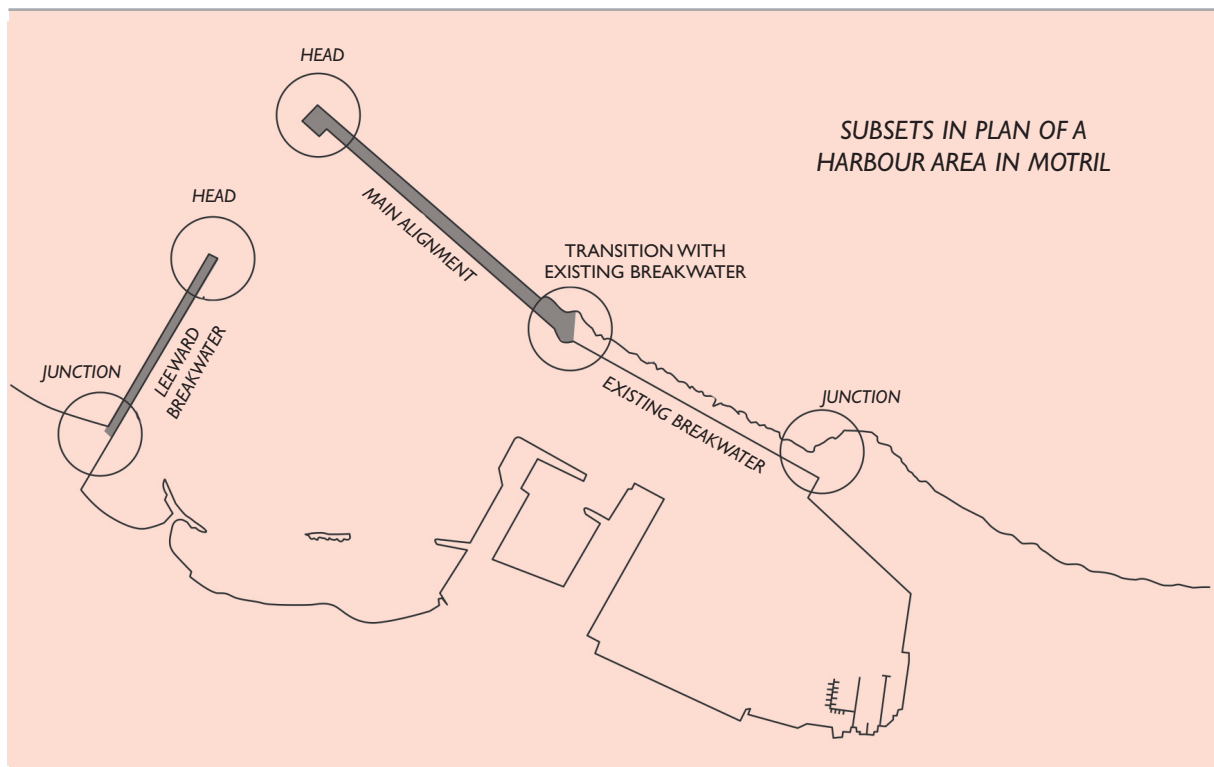 HEAD
SUBSETS IN PLAN OF A
HARBOUR AREA IN MOTRIL
HEAD
MAIN ALIGNMENT
TRANSITION WITH
EXISTING BREAKWATER
LEEWARD
BREAKWATER
JUNCTION
EXISTING BREAKWATER
JUNCTION